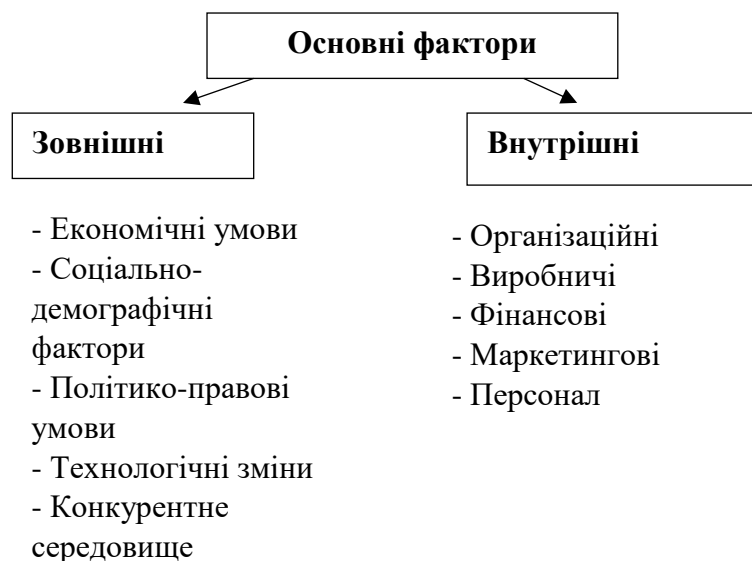 Основні фактори
Зовнішні
- Економічні умови
- Соціально-
демографічні
фактори
- Політико-правові
умови
- Технологічні зміни
- Конкурентне
середовище
Внутрішні
- Організаційні
- Виробничі
- Фінансові
- Маркетингові
- Персонал